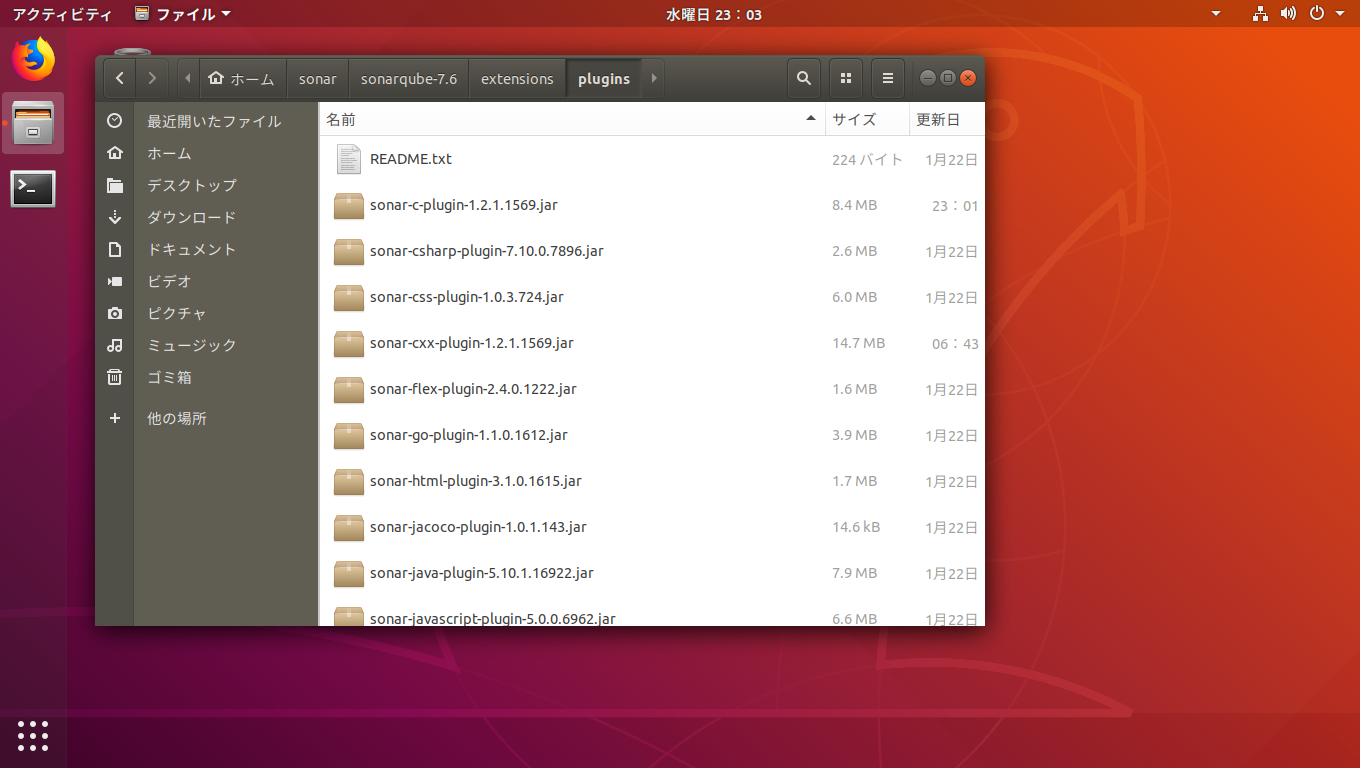 アクティビティ ファイル 水曜日 23：03
ホーム sonar sonarqube-7.6 extensions plugins
最近開いたファイル
ホーム
デスクトップ
ダウンロード
ドキュメント
ビデオ
ピクチャ
ミュージック
ゴミ箱
他の場所
名前 サイズ 更新日
README.txt 224 バイト 1月22日
sonar-c-plugin-1.2.1.1569.jar 8.4 MB 23：01
sonar-csharp-plugin-7.10.0.7896.jar 2.6 MB 1月22日
sonar-css-plugin-1.0.3.724.jar 6.0 MB 1月22日
sonar-cxx-plugin-1.2.1.1569.jar 14.7 MB 06：43
sonar-flex-plugin-2.4.0.1222.jar 1.6 MB 1月22日
sonar-go-plugin-1.1.0.1612.jar 3.9 MB 1月22日
sonar-html-plugin-3.1.0.1615.jar 1.7 MB 1月22日
sonar-jacoco-plugin-1.0.1.143.jar 14.6 kB 1月22日
sonar-java-plugin-5.10.1.16922.jar 7.9 MB 1月22日
sonar-javascript-plugin-5.0.0.6962.jar 6.6 MB 1月22日